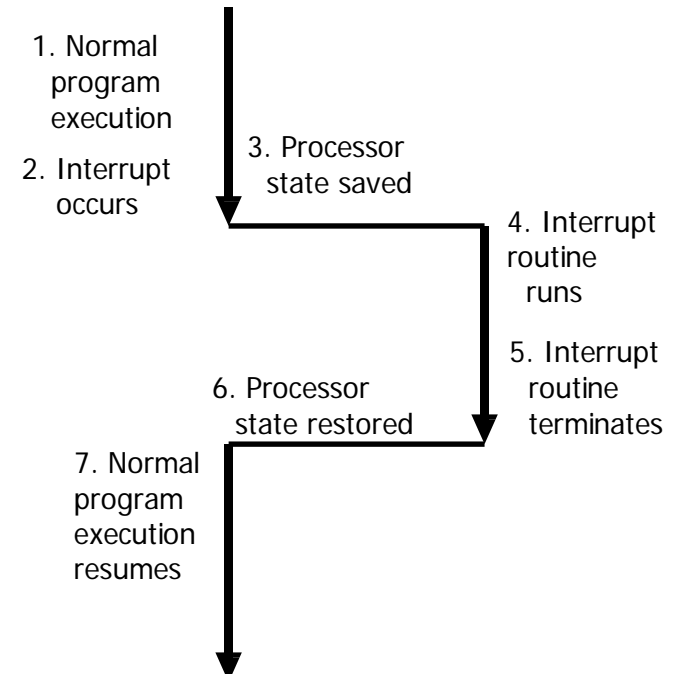 1. Normal
program
execution
2. Interrupt
occurs
3. Processor
state saved
4. Interrupt
routine
runs
5. Interrupt
routine
terminates
6. Processor
state restored
7. Normal
program
execution
resumes